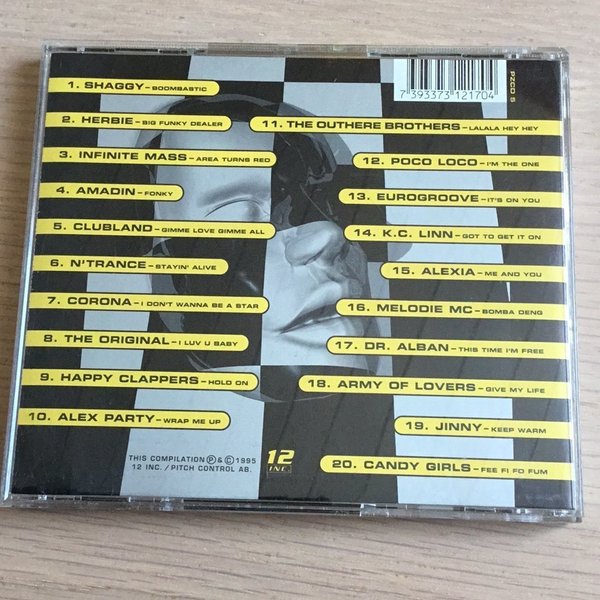 1. SHAGGY – BOOMBASTIC
2. HERBIE – BIG FUNKY DEALER
3. INFINITE MASS – AREA TURNS RED
4. AMADIN – FONKY
5. CLUBLAND – GIMME LOVE GIMME ALL
6. N'TRANCE – STAYIN' ALIVE
7. CORONA – I DON'T WANNA BE A STAR
8. THE ORIGINAL – I LUV U BABY
9. HAPPY CLAPPERS – HOLD ON
10. ALEX PARTY – WRAP ME UP
11. THE OUTHERE BROTHERS – LALALA HEY HEY
12. POCO LOCO – I'M THE ONE
13. EUROGROOVE – IT'S ON YOU
14. K.C. LINN – GOT TO GET IT ON
15. ALEXIA – ME AND YOU
16. MELODIE MC – BOMBA DENG
17. DR. ALBAN – THIS TIME I'M FREE
18. ARMY OF LOVERS – GIVE MY LIFE
19. JINNY – KEEP WARM
20. CANDY GIRLS – FEE FI FO FUM
THIS COMPILATION Ⓟ & © 1995
12 INC. / PITCH CONTROL AB.
12
INC.
7 393373 121704
PZCD 5